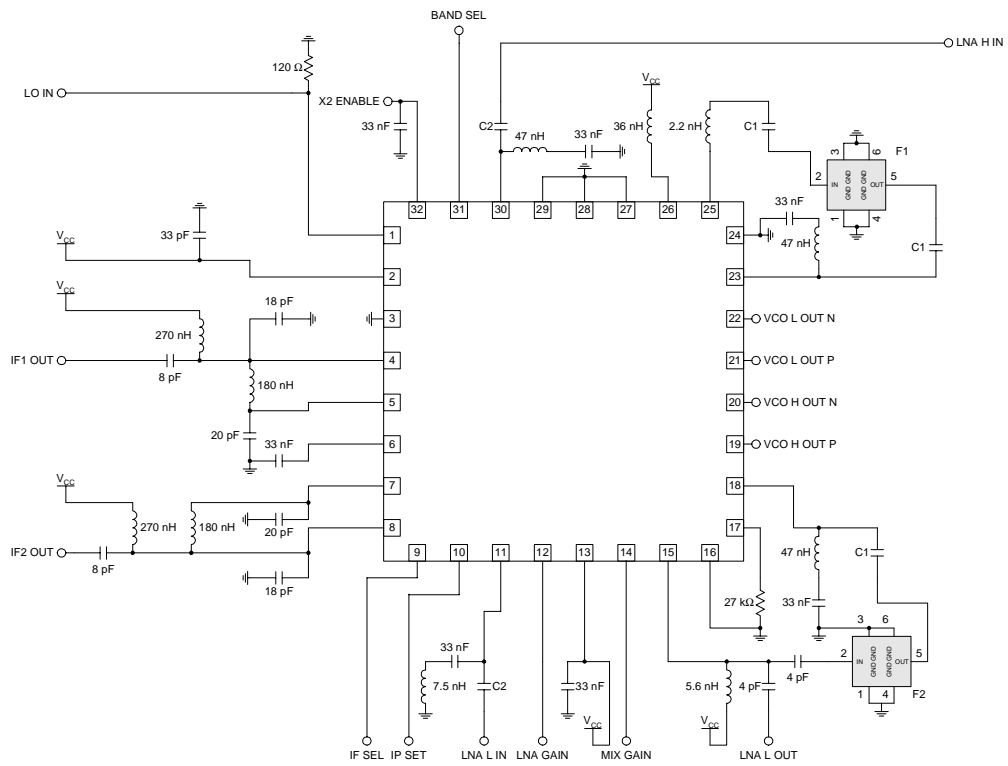 BAND SEL
LNA H IN
120 Ω
LO IN
X2 ENABLE
33 nF
C2
47 nH
33 nF
V_CC
36 nH
2.2 nH
C1
F1
3 6
2 IN GND GND GND GND OUT 5
1 4
32 31 30 29 28 27 26 25
33 nF
47 nH
C1
V_CC
33 pF
1
2
24
23
V_CC
18 pF
270 nH
3
22 VCO L OUT N
IF1 OUT
8 pF
4
21 VCO L OUT P
180 nH
5
20 VCO H OUT N
20 pF
33 nF
6
19 VCO H OUT P
V_CC
7
18
270 nH
180 nH
20 pF
8
17
IF2 OUT
8 pF
18 pF
9 10 11 12 13 14 15 16
47 nH
C1
27 kΩ
33 nF
3 6
2 IN GND GND GND GND OUT 5
1 4
F2
33 nF
7.5 nH
C2
33 nF
V_CC
5.6 nH
4 pF
4 pF
V_CC
IF SEL
IP SET
LNA L IN
LNA GAIN
MIX GAIN
LNA L OUT